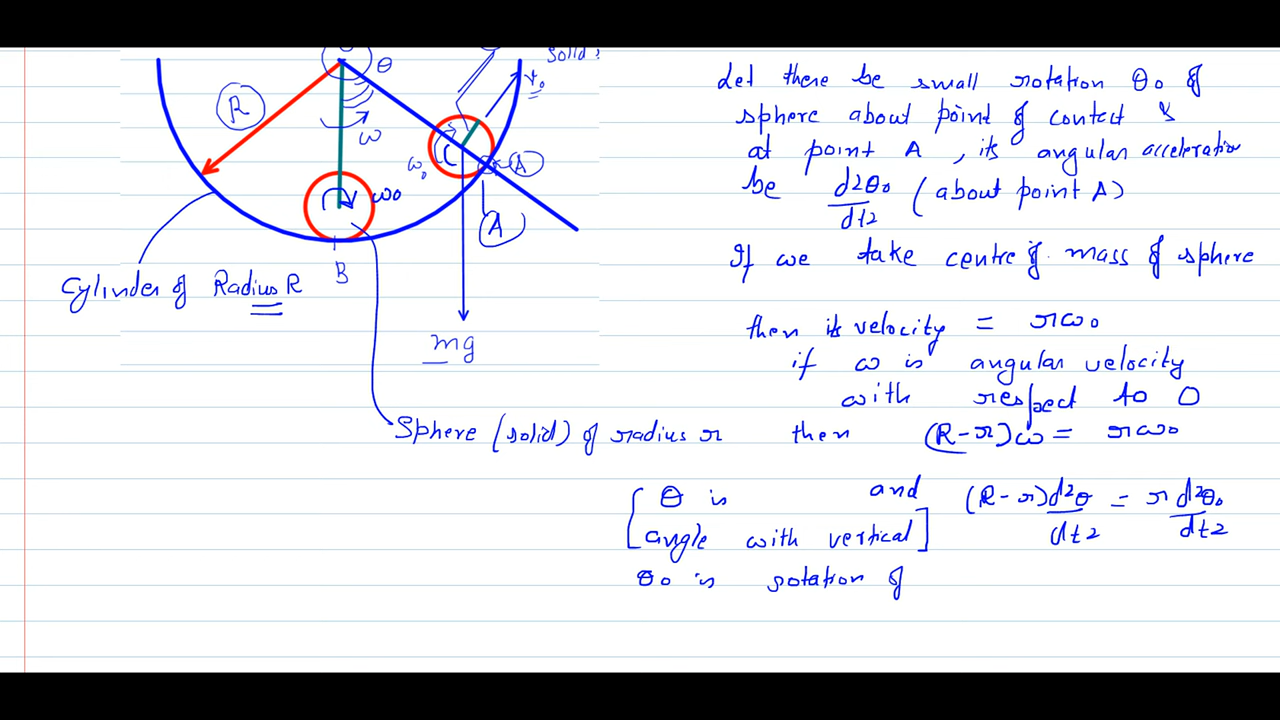 θ
solid
R
ω
v₀
ω₀
C
A
ω₀
A
B
Cylinder of Radius R
mg
Sphere (solid) of radius r
Let there be small rotation θ₀ of
sphere about point of contact &
at point A, its angular acceleration
be d2θ₀/dt2 (about point A)
If we take centre of mass of sphere
then its velocity = rω₀
if ω is angular velocity
with respect to O
then (R-r)ω = rω₀
and (R-r)d²θ/dt2 = r d²θ₀/dt2
[θ is
angle with vertical]
θ₀ is rotation of